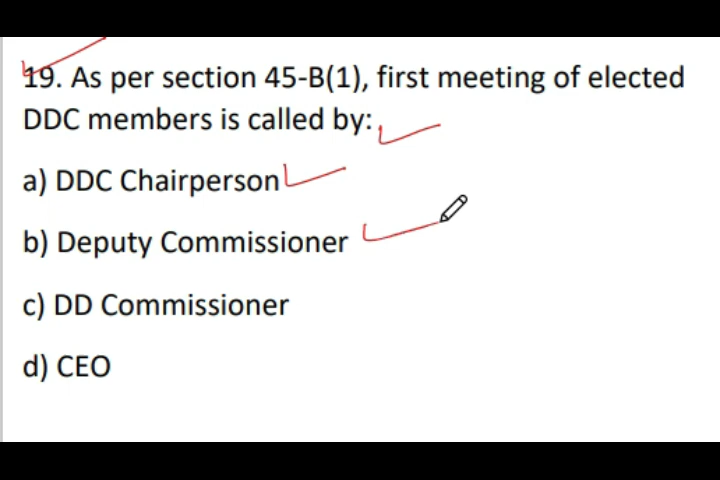 19. As per section 45-B(1), first meeting of elected
DDC members is called by:
a) DDC Chairperson
b) Deputy Commissioner
c) DD Commissioner
d) CEO